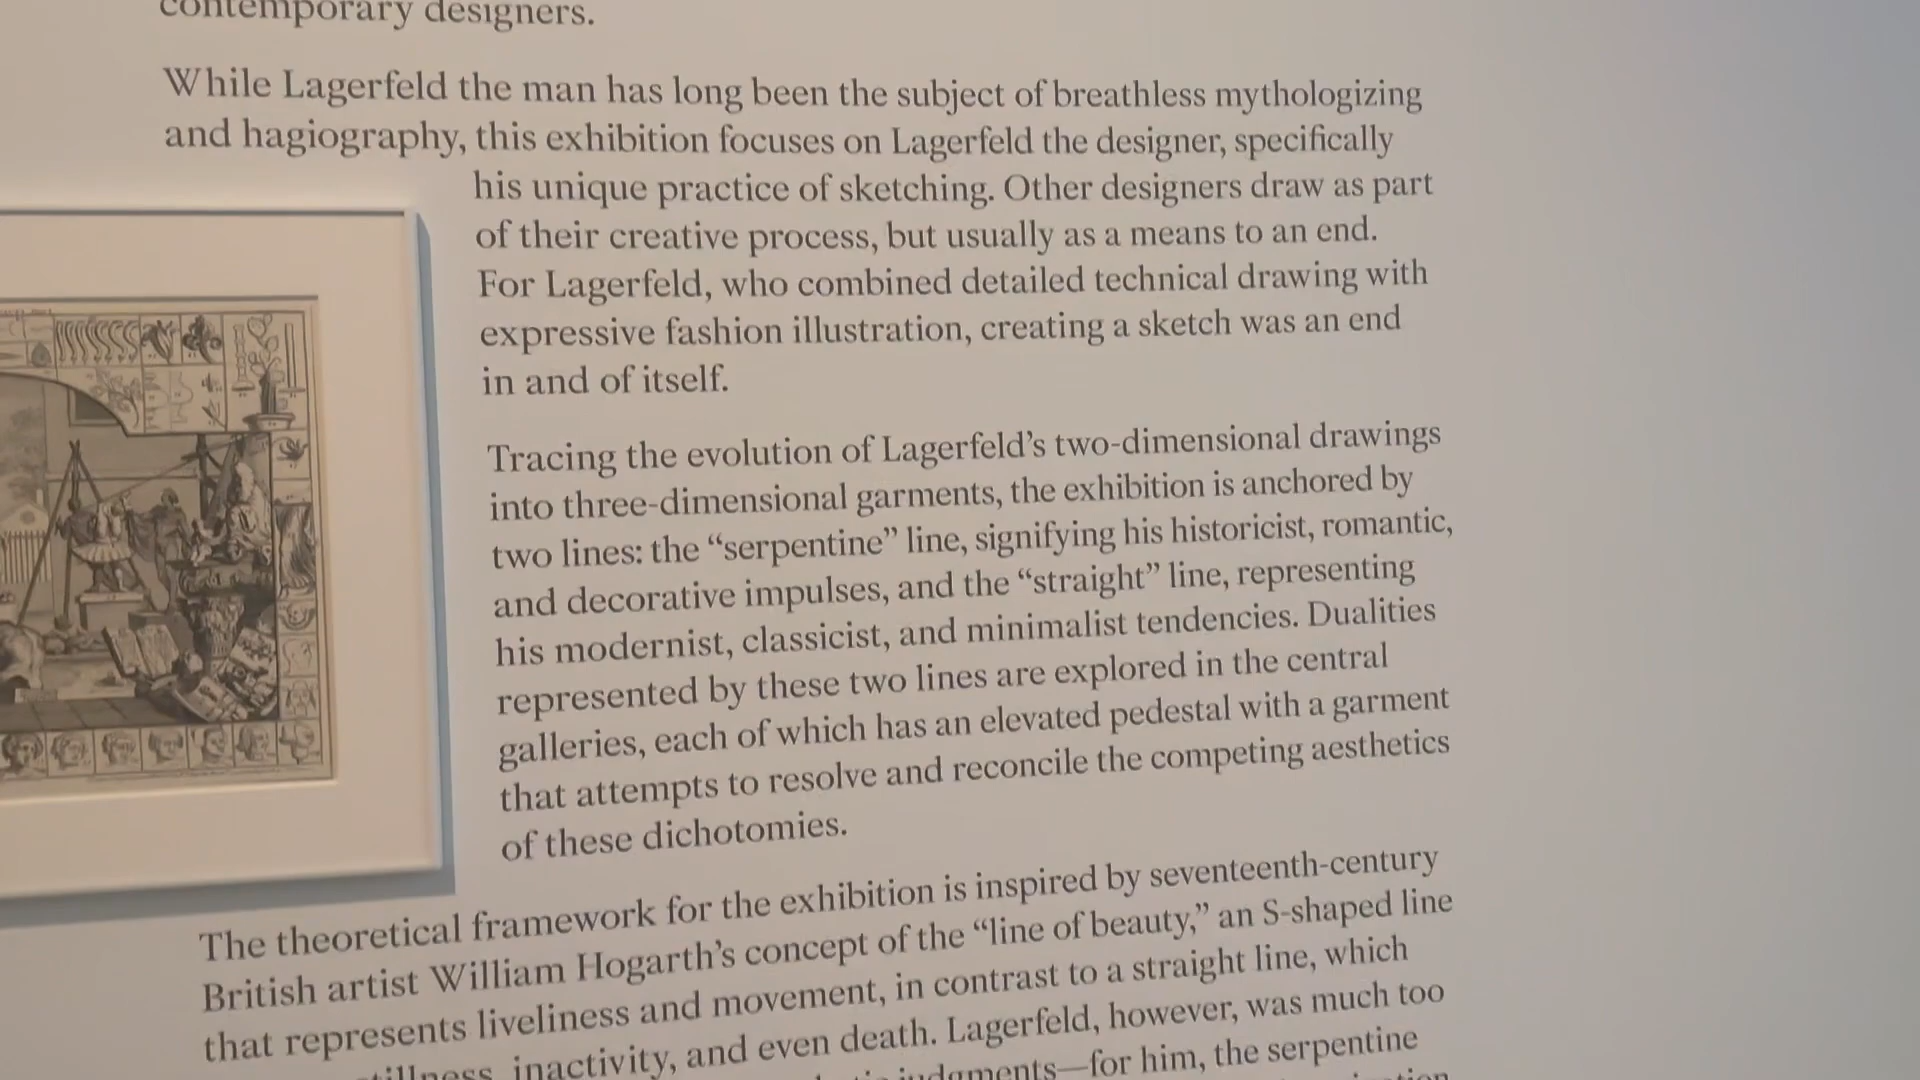 contemporary designers.
While Lagerfeld the man has long been the subject of breathless mythologizing
and hagiography, this exhibition focuses on Lagerfeld the designer, specifically
his unique practice of sketching. Other designers draw as part
of their creative process, but usually as a means to an end.
For Lagerfeld, who combined detailed technical drawing with
expressive fashion illustration, creating a sketch was an end
in and of itself.
Tracing the evolution of Lagerfeld's two-dimensional drawings
into three-dimensional garments, the exhibition is anchored by
two lines: the “serpentine” line, signifying his historicist, romantic,
and decorative impulses, and the “straight” line, representing
his modernist, classicist, and minimalist tendencies. Dualities
represented by these two lines are explored in the central
galleries, each of which has an elevated pedestal with a garment
that attempts to resolve and reconcile the competing aesthetics
of these dichotomies.
The theoretical framework for the exhibition is inspired by seventeenth-century
British artist William Hogarth's concept of the “line of beauty,” an S-shaped line
that represents liveliness and movement, in contrast to a straight line, which
inactivity, and even death. Lagerfeld, however, was much too
for him, the serpentine